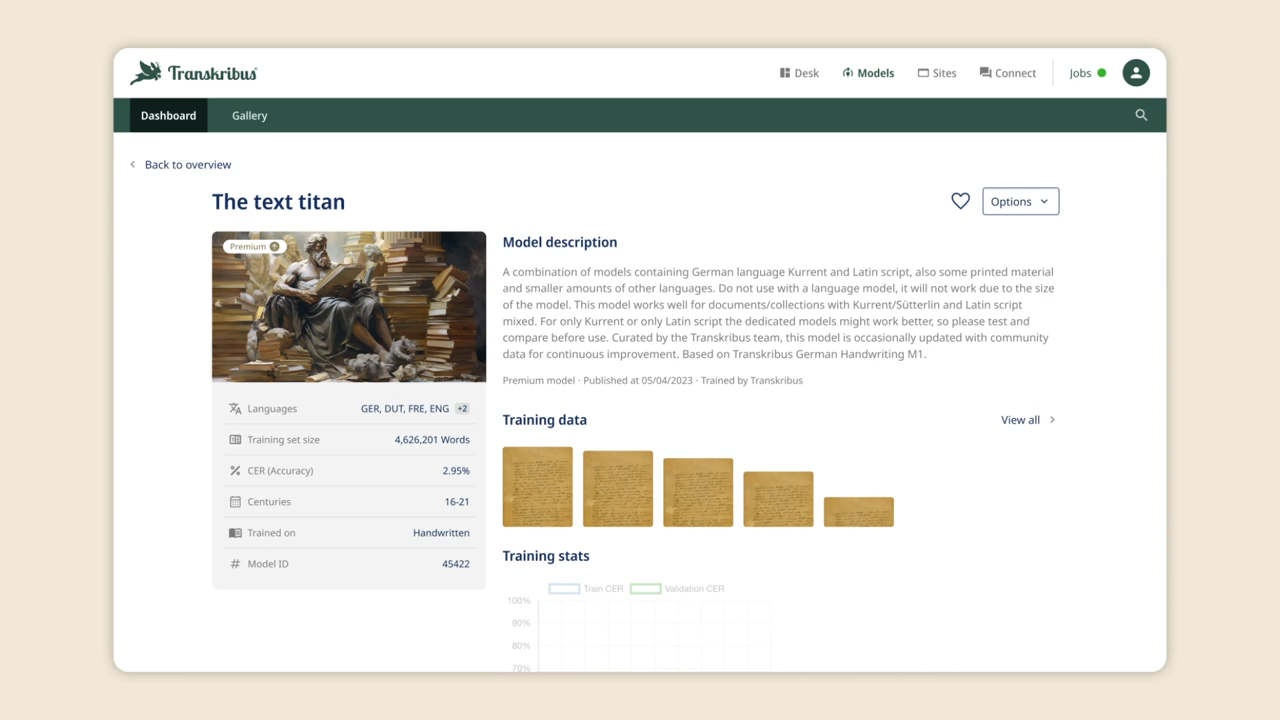 Transkribus
Desk
Models
Sites
Connect
Jobs
Dashboard
Gallery
Back to overview
The text titan
Options
Premium
Languages GER, DUT, FRE, ENG +2
Training set size 4,626,201 Words
CER (Accuracy) 2.95%
Centuries 16-21
Trained on Handwritten
Model ID 45422
Model description
A combination of models containing German language Kurrent and Latin script, also some printed material
and smaller amounts of other languages. Do not use with a language model, it will not work due to the size
of the model. This model works well for documents/collections with Kurrent/Sütterlin and Latin script
mixed. For only Kurrent or only Latin script the dedicated models might work better, so please test and
compare before use. Curated by the Transkribus team, this model is occasionally updated with community
data for continuous improvement. Based on Transkribus German Handwriting M1.
Premium model · Published at 05/04/2023 · Trained by Transkribus
Training data
View all
Training stats
Train CER
Validation CER
100%
90%
80%
70%